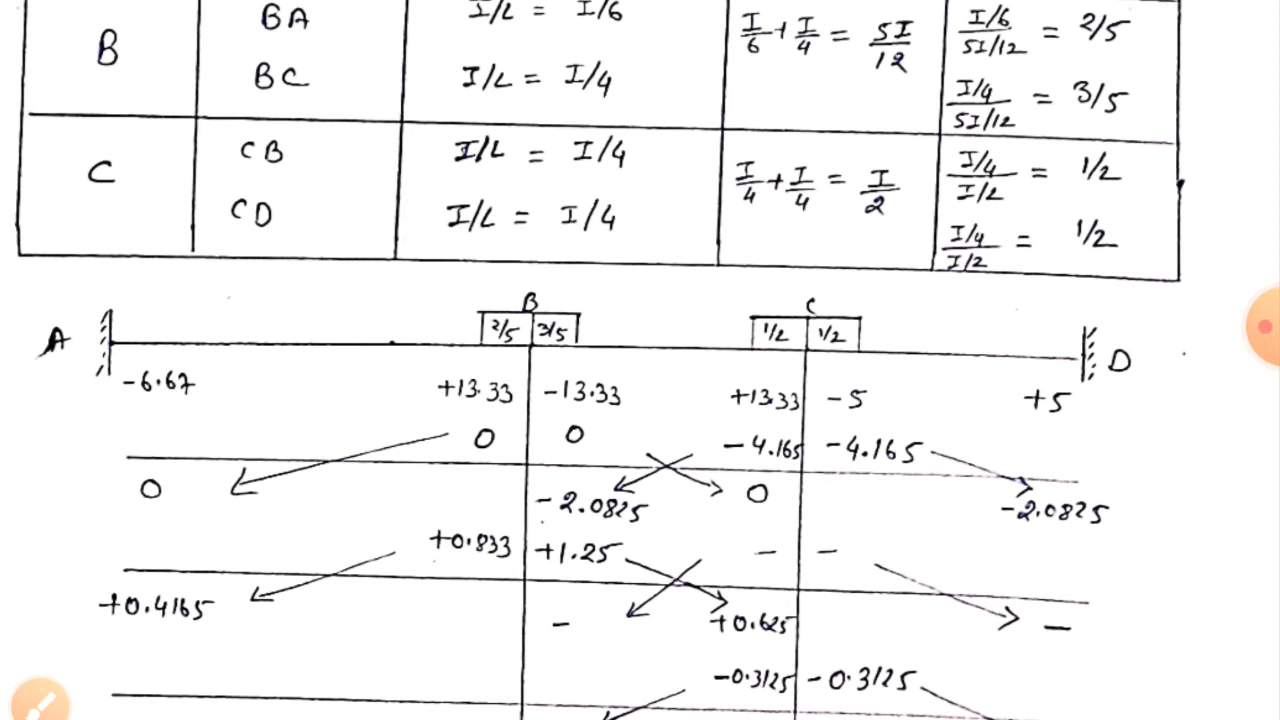 BA I/L = I/6 I/6 + I/4 = 5I/12 I/6 / 5I/12 = 2/5
B
BC I/L = I/4 I/4 / 5I/12 = 3/5
C CB I/L = I/4 I/4 + I/4 = I/2 I/4 / I/2 = 1/2
CD I/L = I/4 I/4 / I/2 = 1/2
B C
A 2/5 3/5 1/2 1/2 D
-6.67 +13.33 -13.33 +13.33 -5 +5
0 0 -4.165 -4.165
0 -2.0825 0 -2.0825
+0.833 +1.25 - -
+0.4165 - +0.625 -
-0.3125 -0.3125